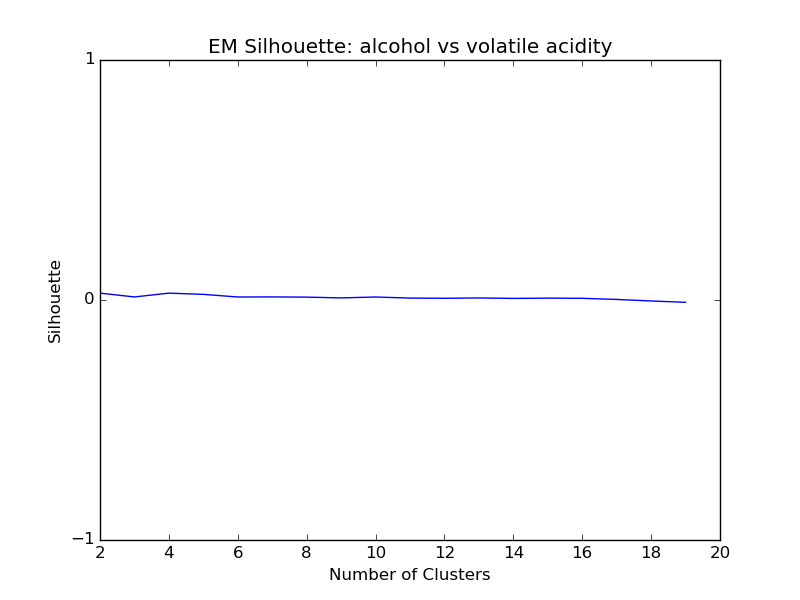 EM Silhouette: alcohol vs volatile acidity
1
0
−1
Silhouette
2 4 6 8 10 12 14 16 18 20
Number of Clusters